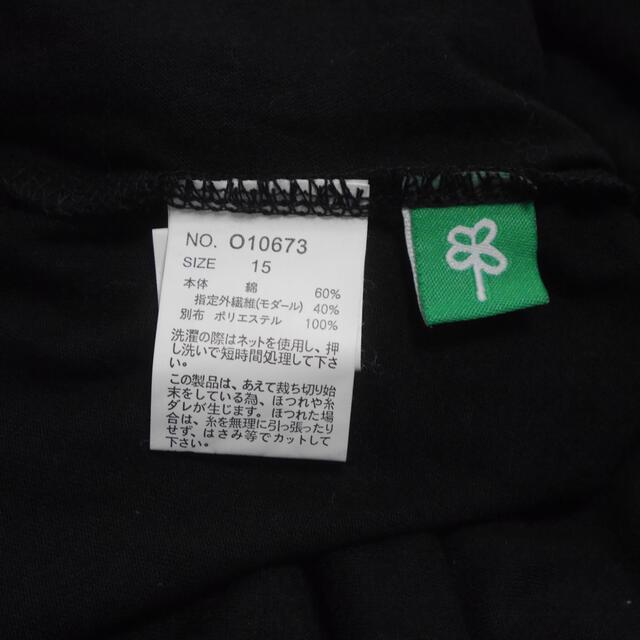 NO. O10673
SIZE 15
本体 綿 60%
指定外繊維(モダール) 40%
別布 ポリエステル 100%
洗濯の際はネットを使用し、押
し洗いで短時間処理して下さ
い。
この製品は、あえて裁ち切り始
末をしている為、ほつれや糸
ダレが生じます。ほつれた場
合は、糸を無理に引っ張ったり
せず、はさみ等でカットして
下さい。